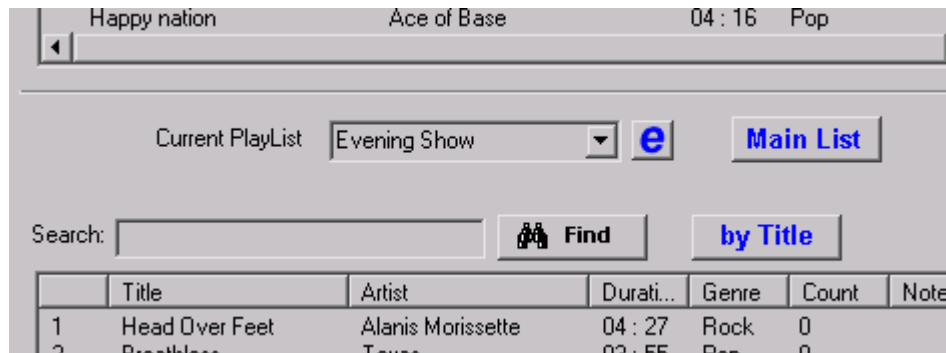 Happy nation Ace of Base 04 : 16 Pop
Current PlayList Evening Show e Main List
Search: Find by Title
Title Artist Durati... Genre Count Note
1 Head Over Feet Alanis Morissette 04 : 27 Rock 0